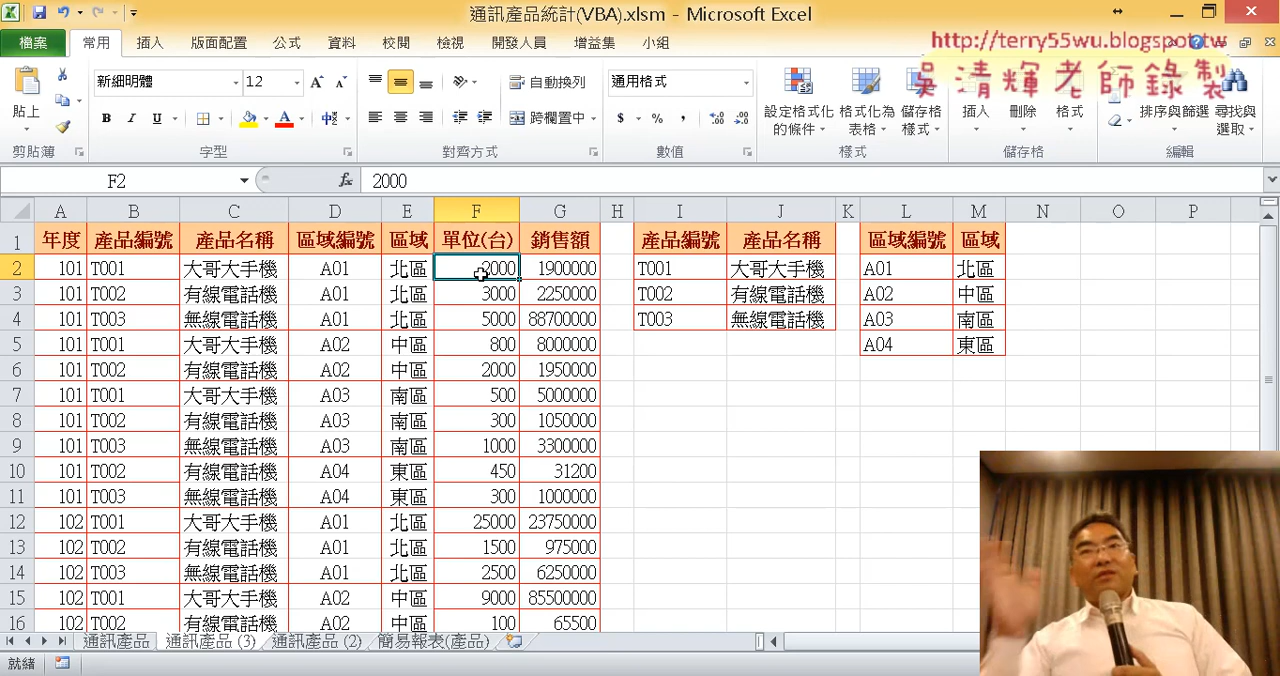 通訊產品統計(VBA).xlsm - Microsoft Excel
檔案 常用 插入 版面配置 公式 資料 校閱 檢視 開發人員 增益集 小組
http://terry55wu.blogspot.tw
吳清輝老師錄製
貼上 新細明體 12 自動換列 通用格式 設定格式化的條件 格式化為表格 儲存格樣式 插入 刪除 格式 排序與篩選 尋找與選取
B I U A 中 跨欄置中 $ % ,
剪貼簿 字型 對齊方式 數值 樣式 儲存格 編輯
F2 fx 2000
A B C D E F G H I J K L M N O P
1 年度 產品編號 產品名稱 區域編號 區域 單位(台) 銷售額 產品編號 產品名稱 區域編號 區域
2 101 T001 大哥大手機 A01 北區 2000 1900000 T001 大哥大手機 A01 北區
3 101 T002 有線電話機 A01 北區 3000 2250000 T002 有線電話機 A02 中區
4 101 T003 無線電話機 A01 北區 5000 88700000 T003 無線電話機 A03 南區
5 101 T001 大哥大手機 A02 中區 800 8000000 A04 東區
6 101 T002 有線電話機 A02 中區 2000 1950000
7 101 T001 大哥大手機 A03 南區 500 5000000
8 101 T002 有線電話機 A03 南區 300 1050000
9 101 T003 無線電話機 A03 南區 1000 3300000
10 101 T002 有線電話機 A04 東區 450 31200
11 101 T003 無線電話機 A04 東區 300 1000000
12 102 T001 大哥大手機 A01 北區 25000 23750000
13 102 T002 有線電話機 A01 北區 1500 975000
14 102 T003 無線電話機 A01 北區 2500 6250000
15 102 T001 大哥大手機 A02 中區 9000 85500000
16 102 T002 有線電話機 A02 中區 100 65500
通訊產品 通訊產品 (3) 通訊產品 (2) 簡易報表(產品)
就緒